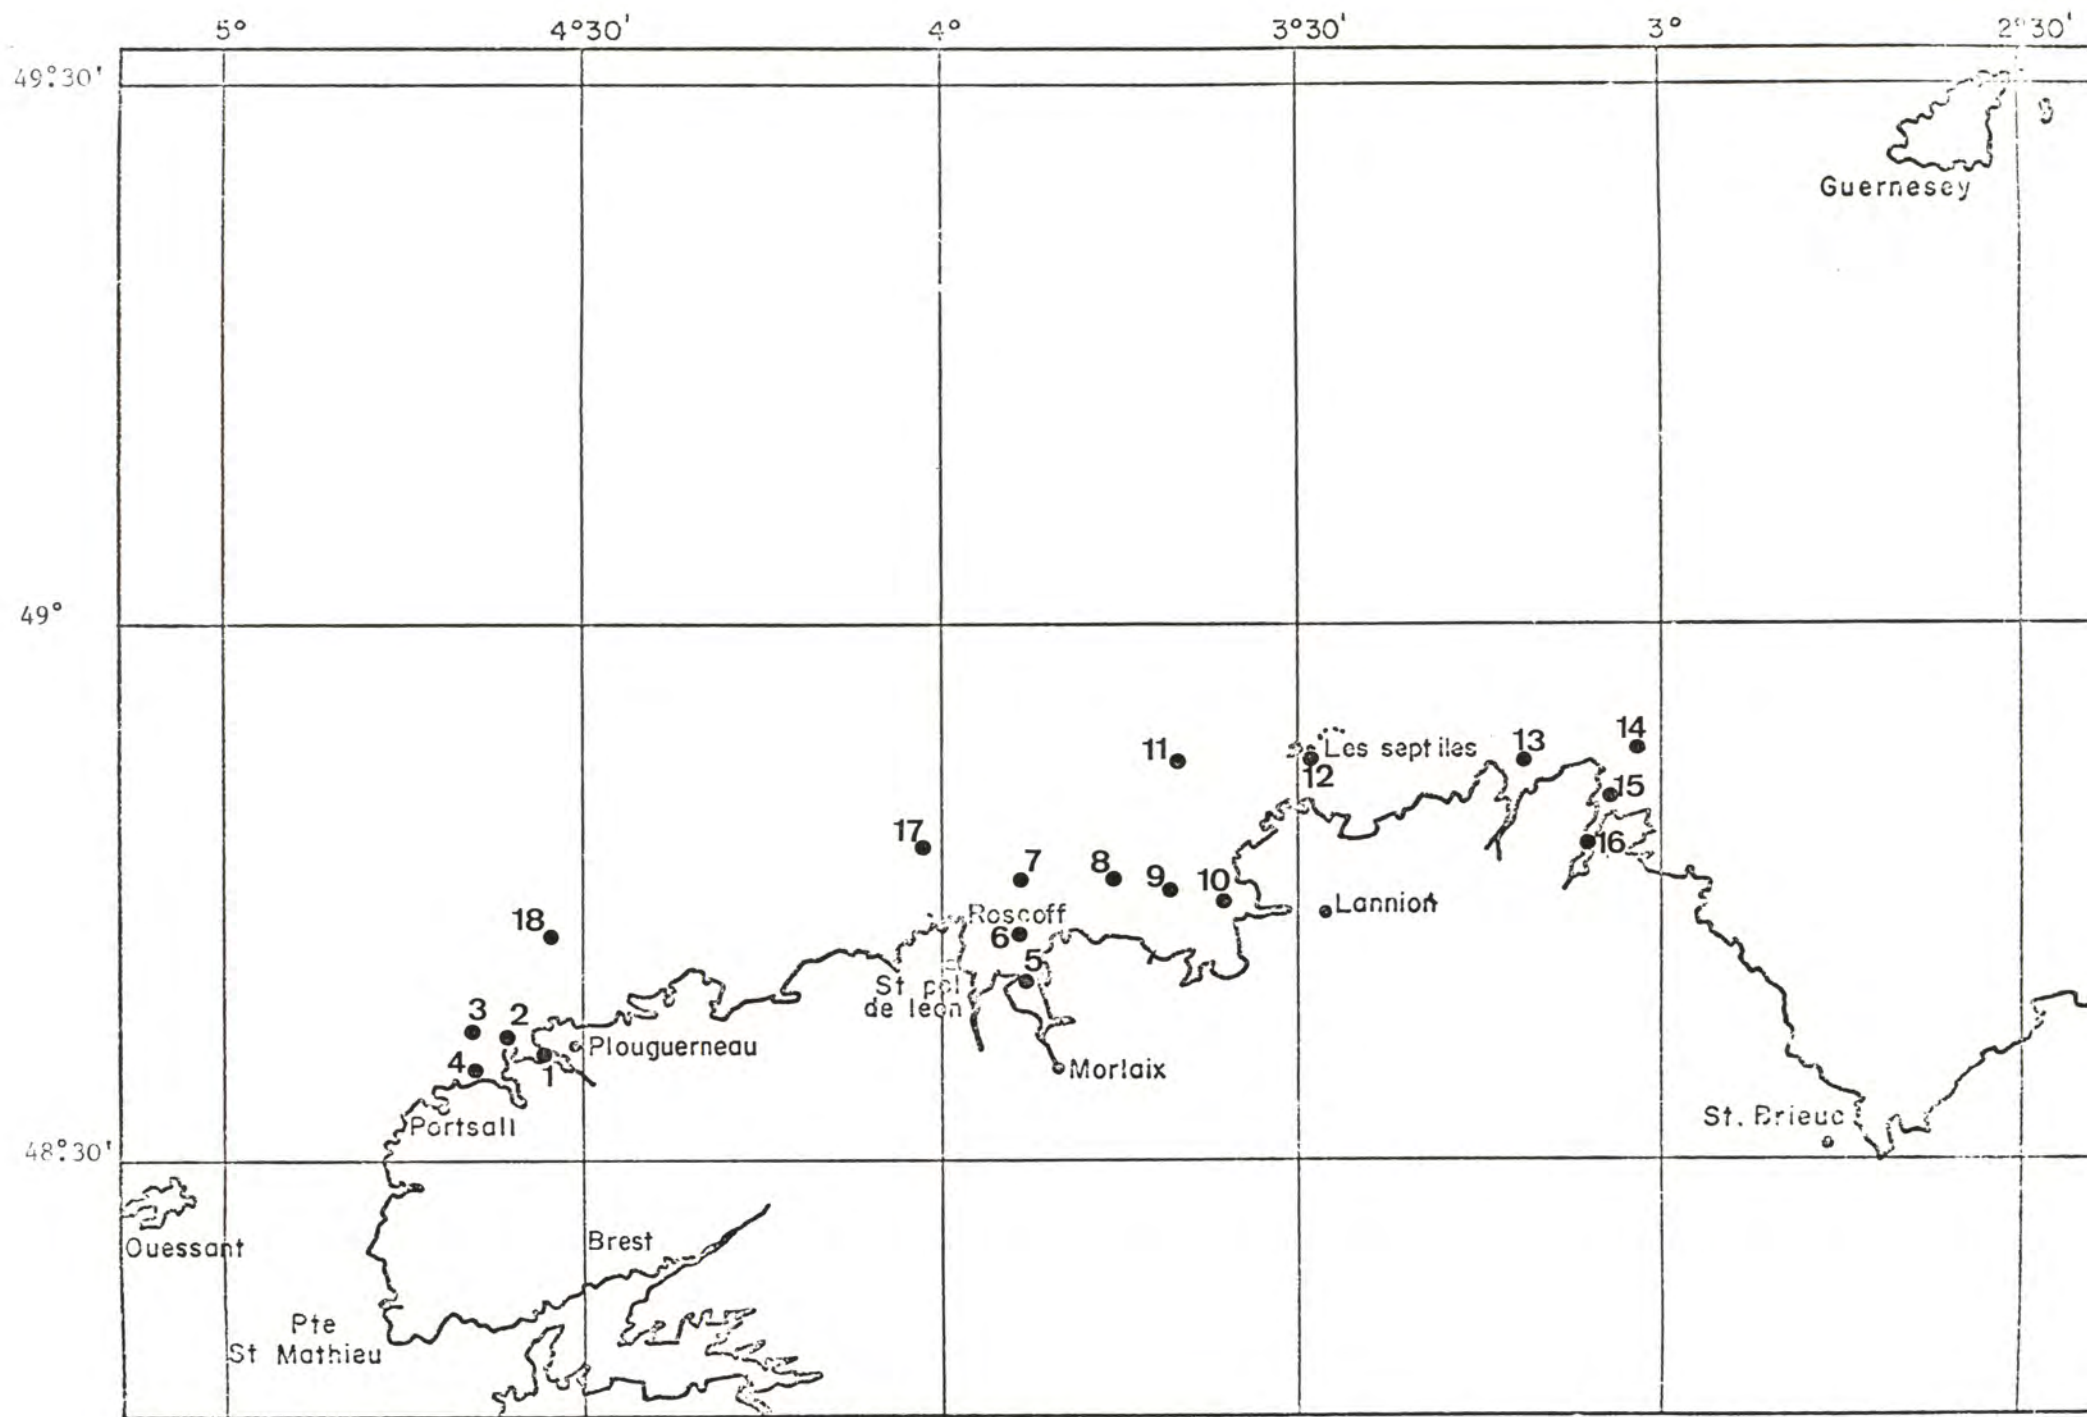 5°
4°30'
4°
3°30'
3°
2°30'
49°30'
Guernesey
49°
11
Les sept iles
12
13
14
15
16
17
7
8
9
10
Roscoff
6
Lannion
18
5
St pol
de leon
3
2
Plouguerneau
4
1
Morlaix
Portsall
St. Brieuc
48°30'
Ouessant
Brest
Pte
St Mathieu